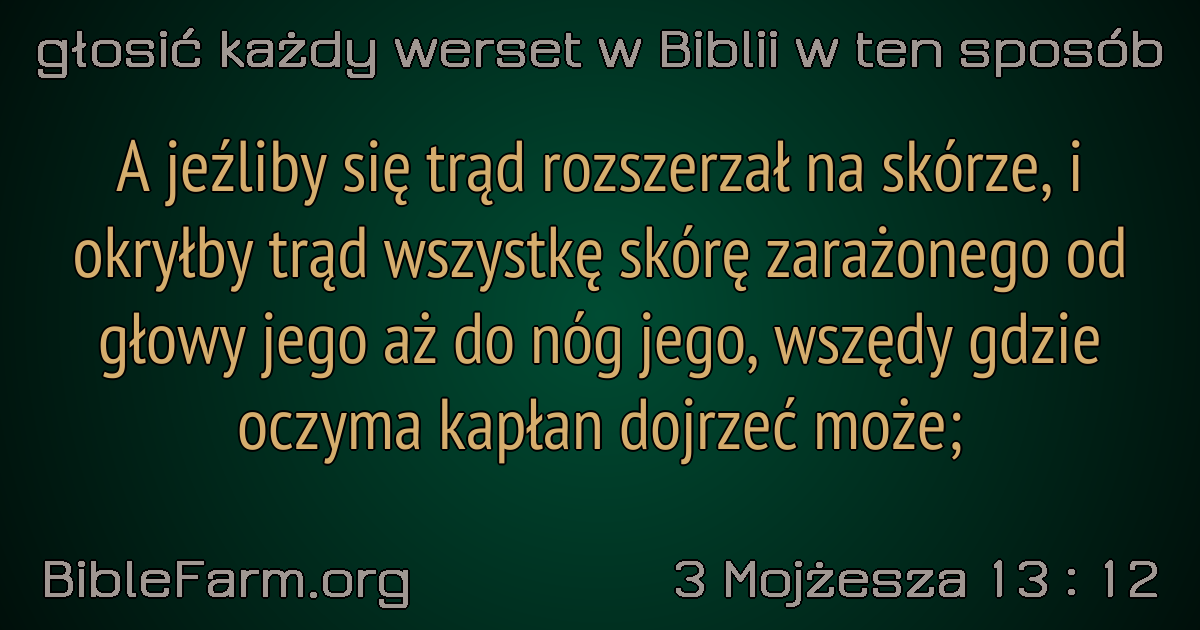 głosić każdy werset w Biblii w ten sposób
A jeźliby się trąd rozszerzał na skórze, i
okryłby trąd wszystkę skórę zarażonego od
głowy jego aż do nóg jego, wszędy gdzie
oczyma kapłan dojrzeć może;
BibleFarm.org
3 Mojżesza 13 : 12